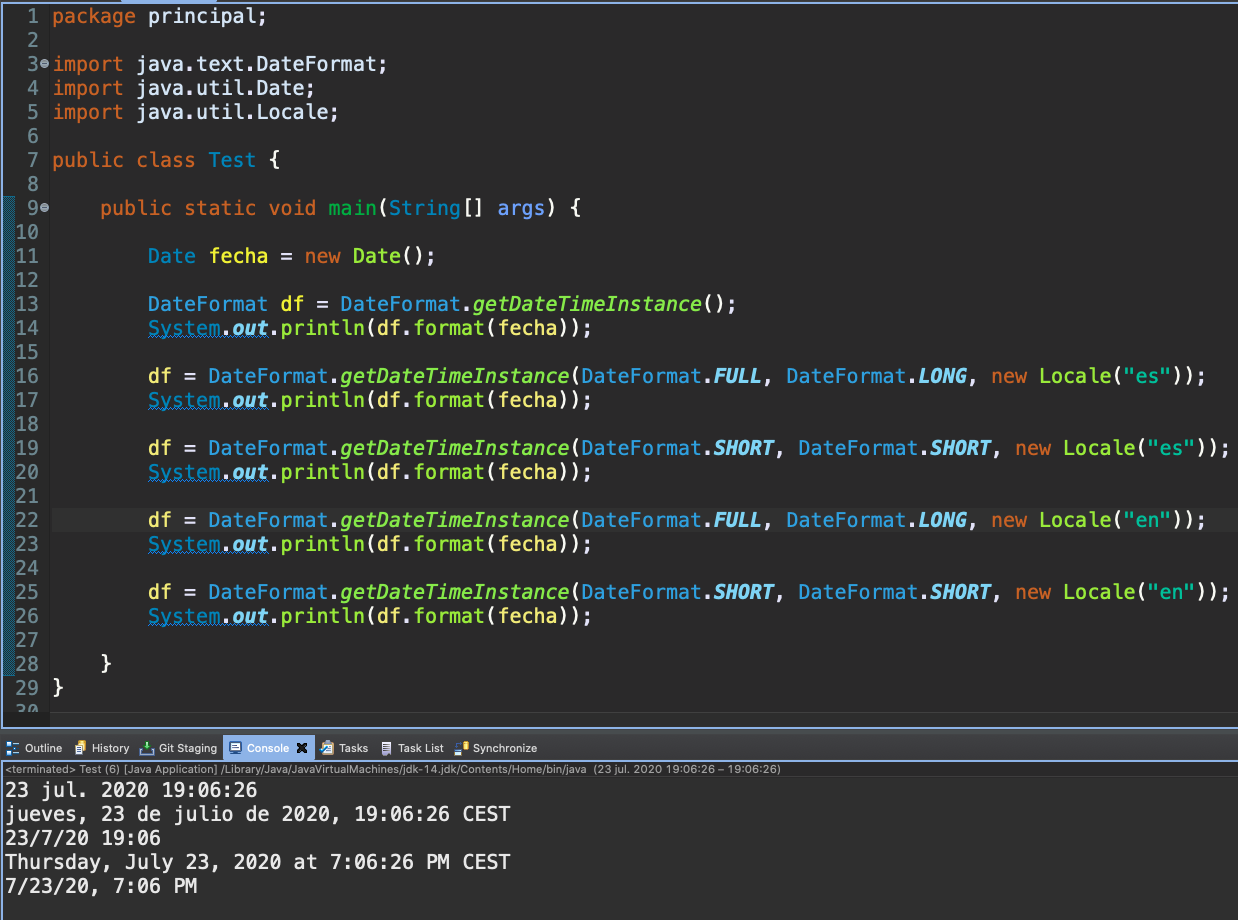 1 package principal;
2
3 import java.text.DateFormat;
4 import java.util.Date;
5 import java.util.Locale;
6
7 public class Test {
8
9     public static void main(String[] args) {
10
11         Date fecha = new Date();
12
13         DateFormat df = DateFormat.getDateTimeInstance();
14         System.out.println(df.format(fecha));
15
16         df = DateFormat.getDateTimeInstance(DateFormat.FULL, DateFormat.LONG, new Locale("es"));
17         System.out.println(df.format(fecha));
18
19         df = DateFormat.getDateTimeInstance(DateFormat.SHORT, DateFormat.SHORT, new Locale("es"));
20         System.out.println(df.format(fecha));
21
22         df = DateFormat.getDateTimeInstance(DateFormat.FULL, DateFormat.LONG, new Locale("en"));
23         System.out.println(df.format(fecha));
24
25         df = DateFormat.getDateTimeInstance(DateFormat.SHORT, DateFormat.SHORT, new Locale("en"));
26         System.out.println(df.format(fecha));
27
28     }
29 }
30
Outline History Git Staging Console Tasks Task List Synchronize
<terminated> Test (6) [Java Application] /Library/Java/JavaVirtualMachines/jdk-14.jdk/Contents/Home/bin/java (23 jul. 2020 19:06:26 – 19:06:26)
23 jul. 2020 19:06:26
jueves, 23 de julio de 2020, 19:06:26 CEST
23/7/20 19:06
Thursday, July 23, 2020 at 7:06:26 PM CEST
7/23/20, 7:06 PM